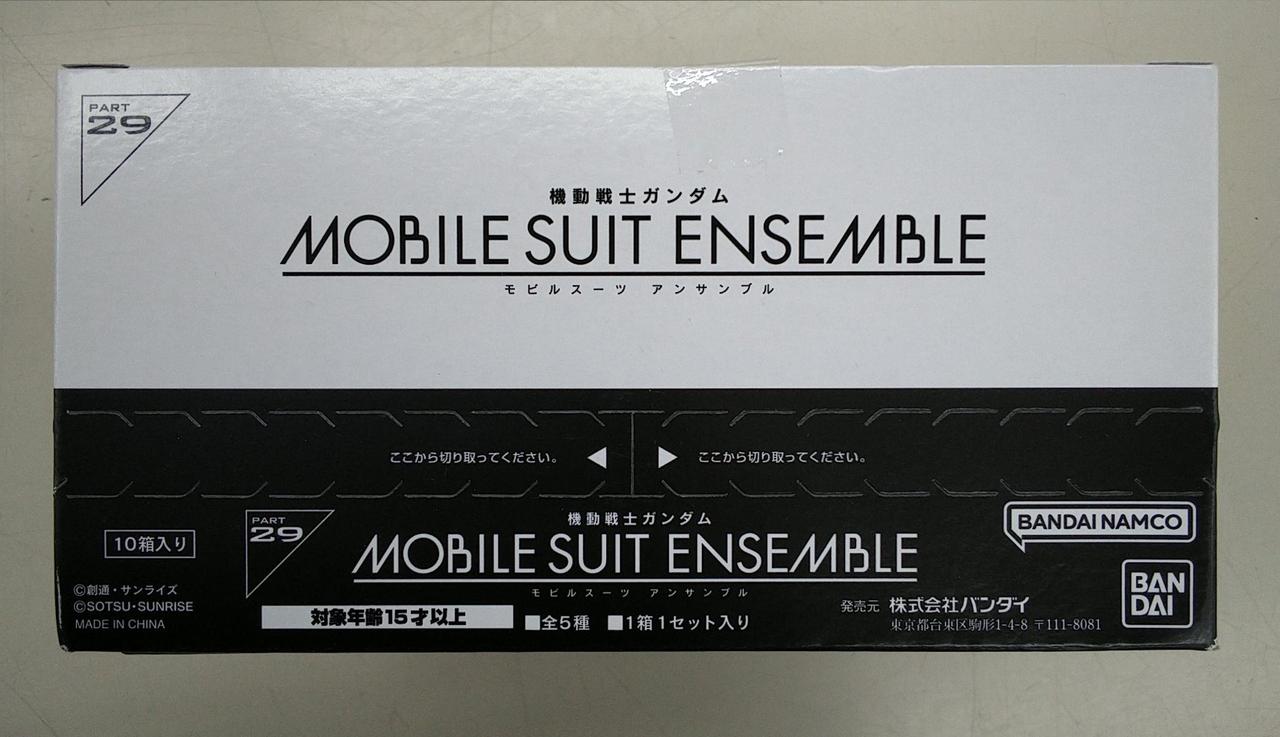 PART
29
機動戦士ガンダム
MOBILE SUIT ENSEMBLE
モビルスーツ アンサンブル
ここから切り取ってください。 ◀ ▶ ここから切り取ってください。
10箱入り
PART
29
機動戦士ガンダム
MOBILE SUIT ENSEMBLE
モビルスーツ アンサンブル
BANDAI NAMCO
©創通・サンライズ
©SOTSU・SUNRISE
MADE IN CHINA
対象年齢15才以上
■全5種 ■1箱1セット入り
発売元 株式会社バンダイ
東京都台東区駒形1-4-8 〒111-8081
BAN
DAI